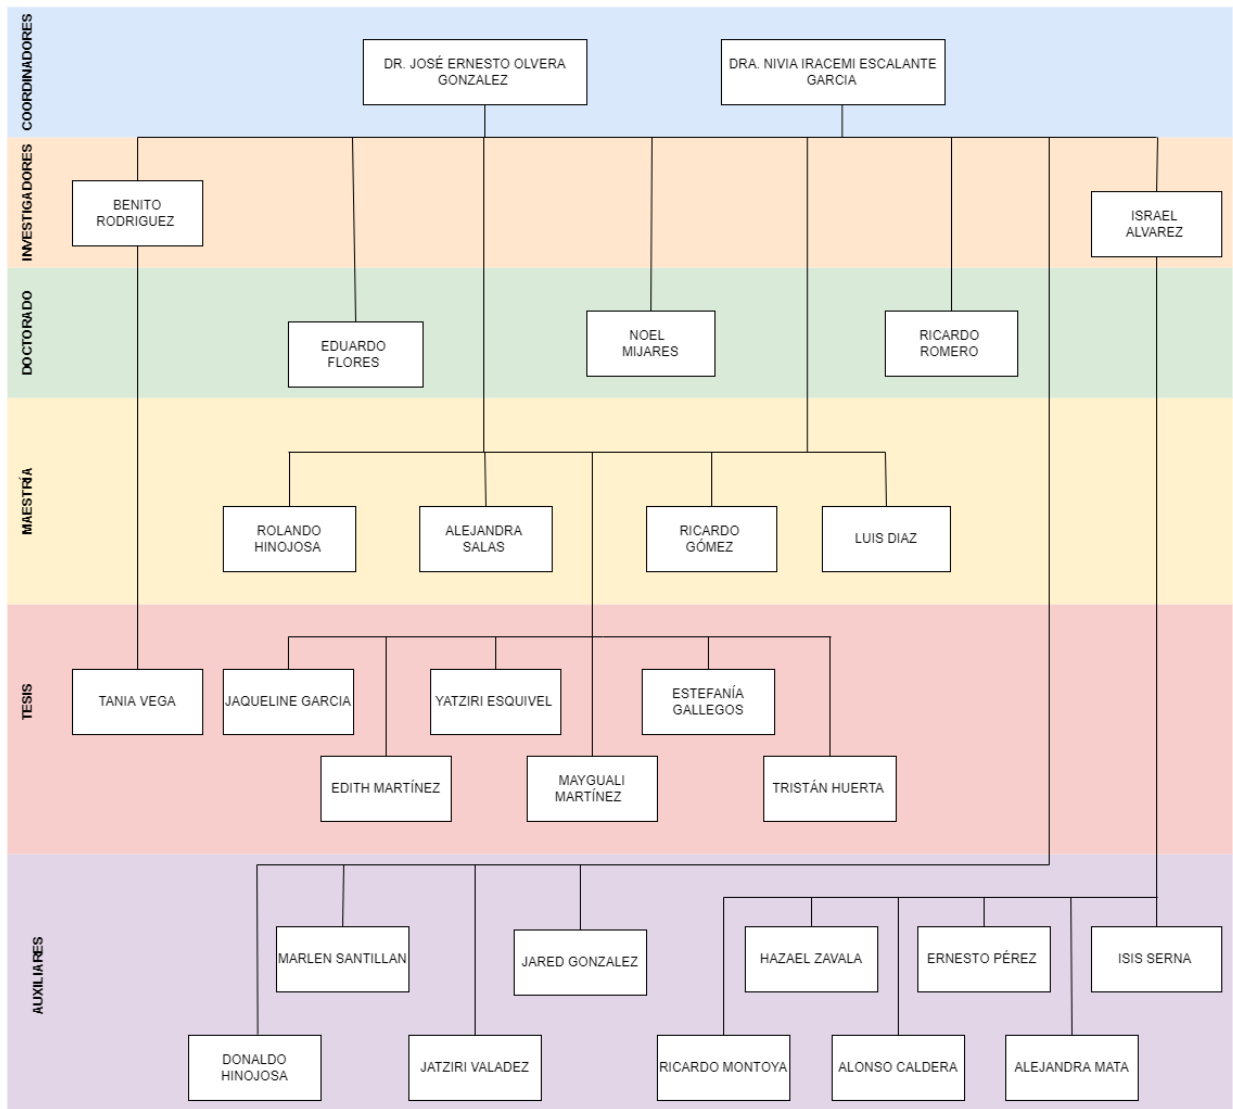 COORDINADORES
DR. JOSÉ ERNESTO OLVERA
GONZALEZ
DRA. NIVIA IRACEMI ESCALANTE
GARCIA
INVESTIGADORES
BENITO
RODRIGUEZ
ISRAEL
ALVAREZ
DOCTORADO
EDUARDO
FLORES
NOEL
MIJARES
RICARDO
ROMERO
MAESTRÍA
ROLANDO
HINOJOSA
ALEJANDRA
SALAS
RICARDO
GÓMEZ
LUIS DIAZ
TESIS
TANIA VEGA
JAQUELINE GARCIA
YATZIRI ESQUIVEL
ESTEFANÍA
GALLEGOS
EDITH MARTÍNEZ
MAYGUALI
MARTÍNEZ
TRISTÁN HUERTA
AUXILIARES
MARLEN SANTILLAN
JARED GONZALEZ
HAZAEL ZAVALA
ERNESTO PÉREZ
ISIS SERNA
DONALDO
HINOJOSA
JATZIRI VALADEZ
RICARDO MONTOYA
ALONSO CALDERA
ALEJANDRA MATA